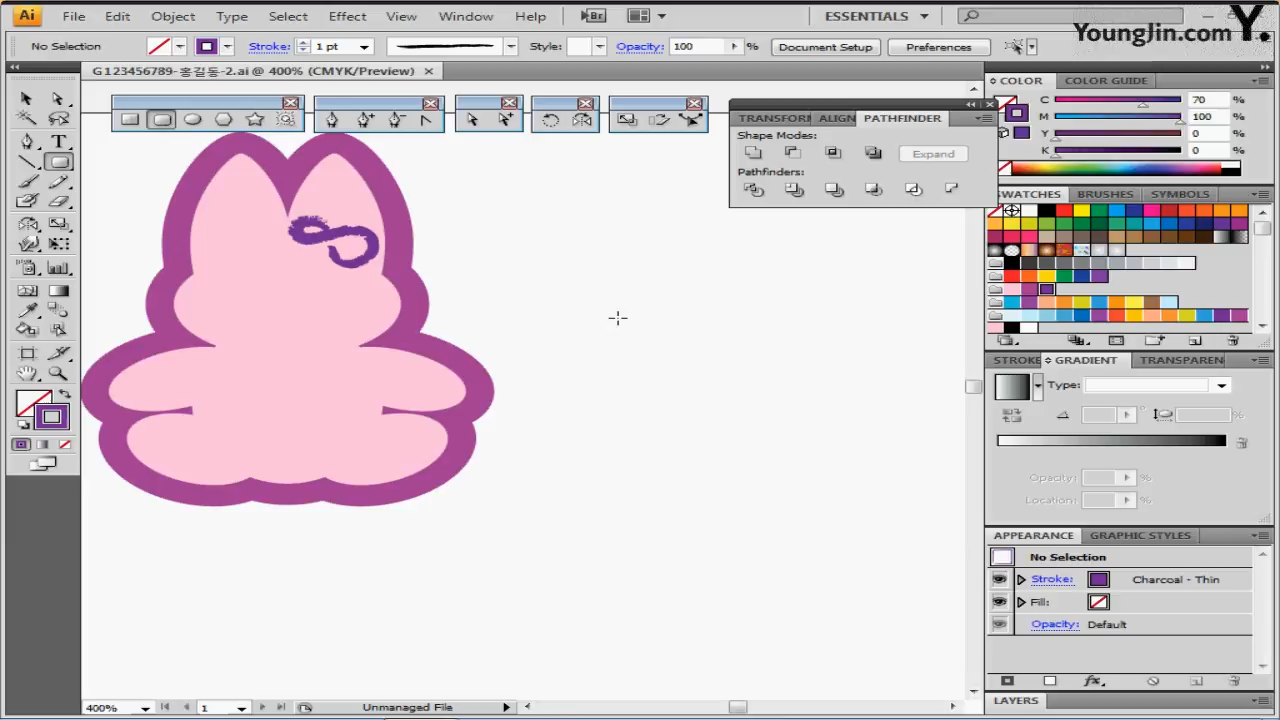 Ai File Edit Object Type Select Effect View Window Help Br ESSENTIALS
YoungJin.com Y.
No Selection Stroke: 1 pt Style: Opacity: 100 % Document Setup Preferences
G123456789-홍길동-2.ai @ 400% (CMYK/Preview)
COLOR COLOR GUIDE
C 70 %
M 100 %
Y 0 %
K 0 %
TRANSFORM ALIGN PATHFINDER
Shape Modes:
Expand
Pathfinders:
SWATCHES BRUSHES SYMBOLS
STROKE GRADIENT TRANSPAREN
Type:
%
Opacity: %
Location: %
APPEARANCE GRAPHIC STYLES
No Selection
Stroke: Charcoal - Thin
Fill:
Opacity: Default
fx
LAYERS
400% 1 Unmanaged File